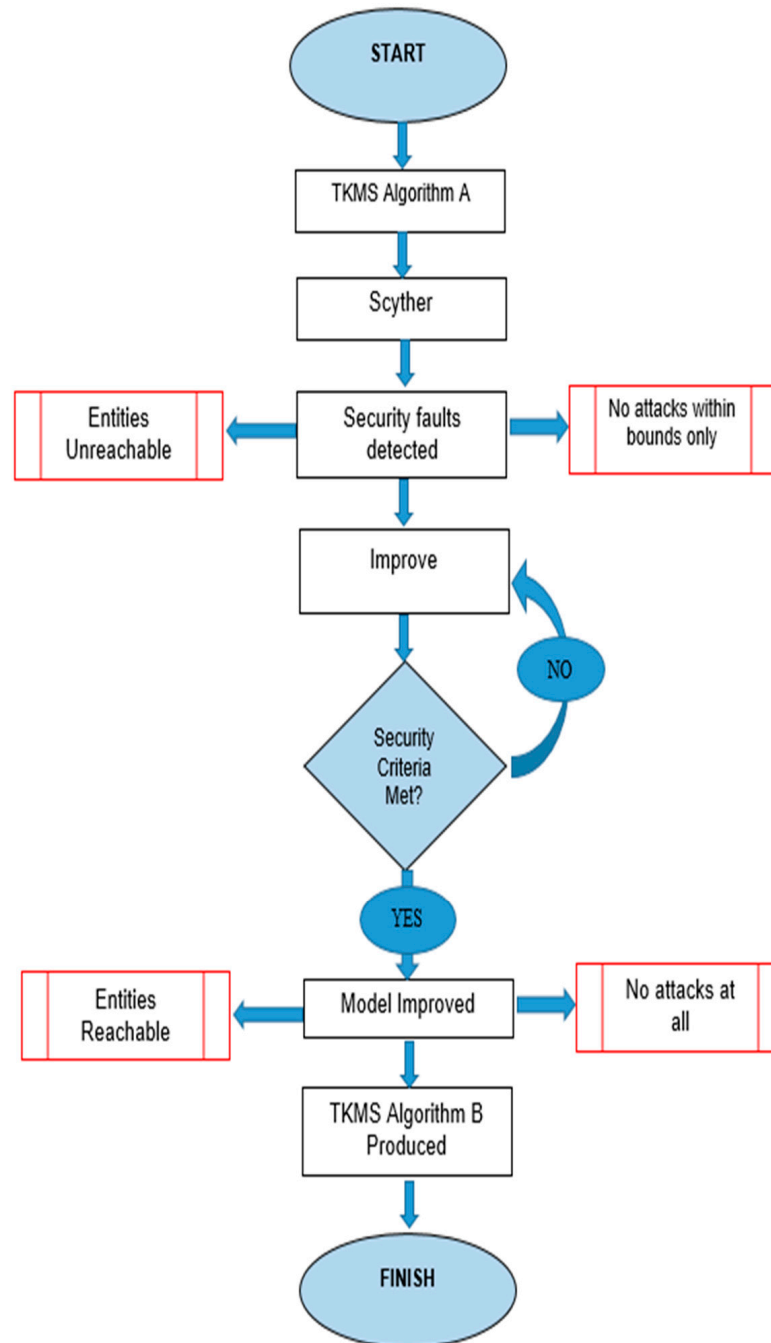 START
TKMS Algorithm A
Scyther
Entities
Unreachable
Security faults
detected
No attacks within
bounds only
Improve
NO
Security
Criteria
Met?
YES
Entities
Reachable
Model Improved
No attacks at
all
TKMS Algorithm B
Produced
FINISH